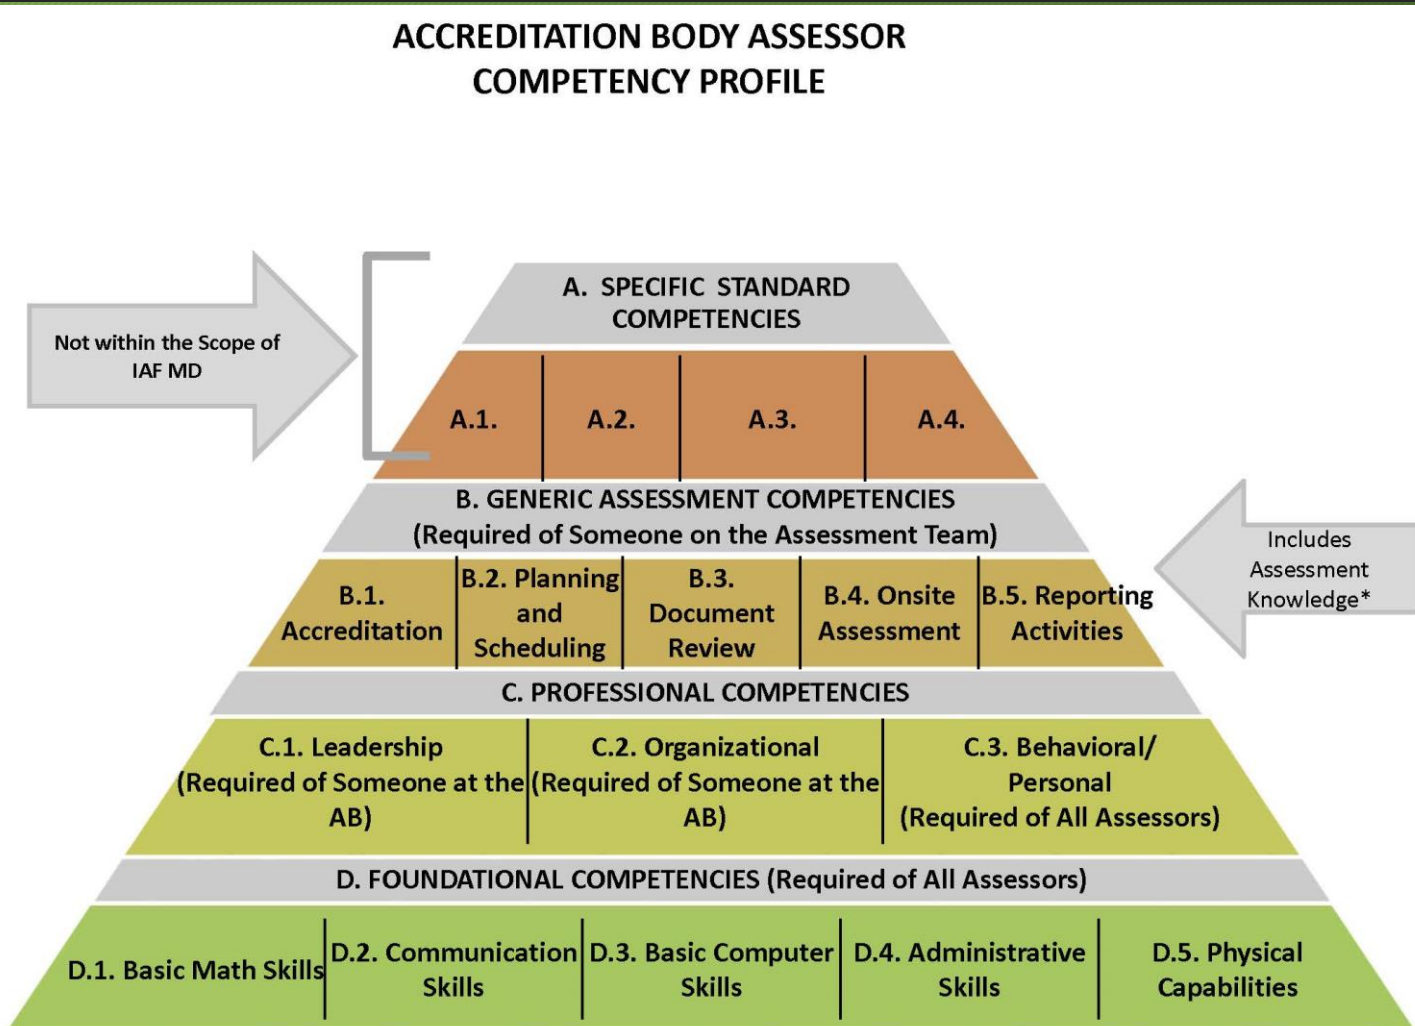 ACCREDITATION BODY ASSESSOR
COMPETENCY PROFILE
Not within the Scope of
IAF MD
A. SPECIFIC STANDARD
COMPETENCIES
A.1.
A.2.
A.3.
A.4.
B. GENERIC ASSESSMENT COMPETENCIES
(Required of Someone on the Assessment Team)
Includes
Assessment
Knowledge*
B.1.
Accreditation
B.2. Planning
and
Scheduling
B.3.
Document
Review
B.4. Onsite
Assessment
B.5. Reporting
Activities
C. PROFESSIONAL COMPETENCIES
C.1. Leadership
(Required of Someone at the
AB)
C.2. Organizational
(Required of Someone at the
AB)
C.3. Behavioral/
Personal
(Required of All Assessors)
D. FOUNDATIONAL COMPETENCIES (Required of All Assessors)
D.1. Basic Math Skills
D.2. Communication
Skills
D.3. Basic Computer
Skills
D.4. Administrative
Skills
D.5. Physical
Capabilities